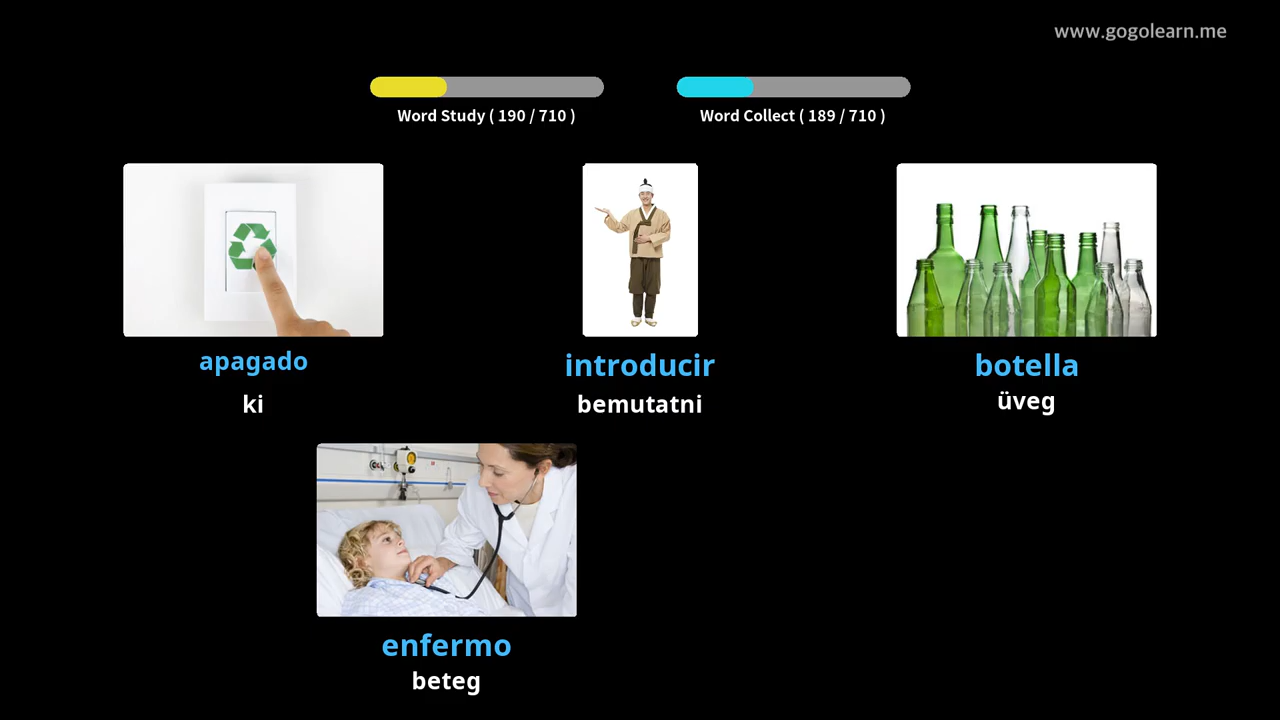 www.gogolearn.me
Word Study ( 190 / 710 )
Word Collect ( 189 / 710 )
apagado
ki
introducir
bemutatni
botella
üveg
enfermo
beteg